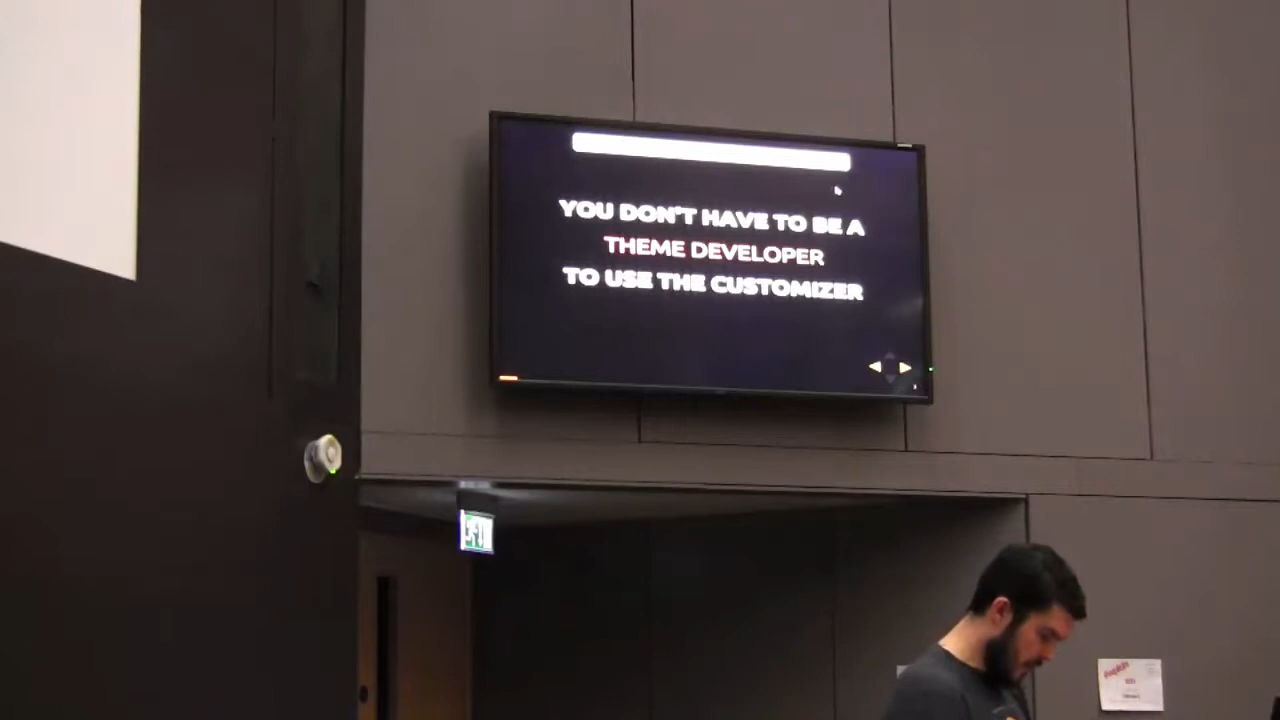 YOU DON'T HAVE TO BE A
THEME DEVELOPER
TO USE THE CUSTOMIZER